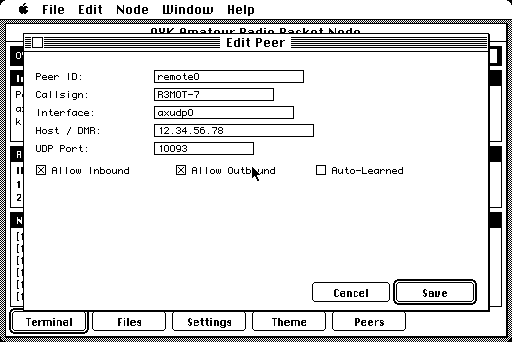 File Edit Node Window Help
Edit Peer
Peer ID: remote0
Callsign: R3M0T-7
Interface: axudp0
Host / DMR: 12.34.56.78
UDP Port: 10093
Allow Inbound Allow Outbound Auto-Learned
Cancel Save
Terminal Files Settings Theme Peers